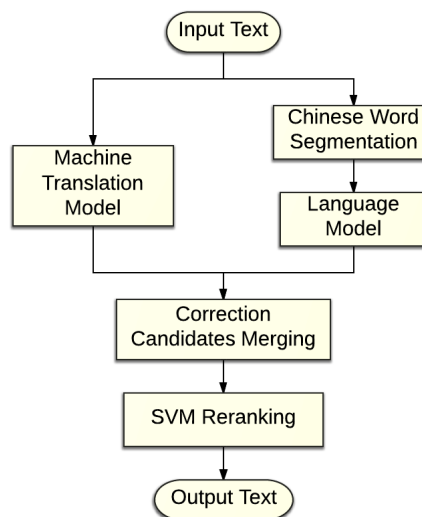 Input Text
Machine
Translation
Model
Chinese Word
Segmentation
Language
Model
Correction
Candidates Merging
SVM Reranking
Output Text